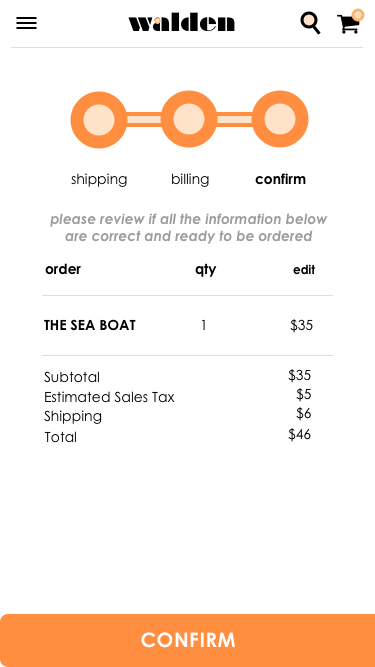 walden
shipping billing confirm
please review if all the information below
are correct and ready to be ordered
order qty edit
THE SEA BOAT 1 $35
Subtotal $35
Estimated Sales Tax $5
Shipping $6
Total $46
CONFIRM